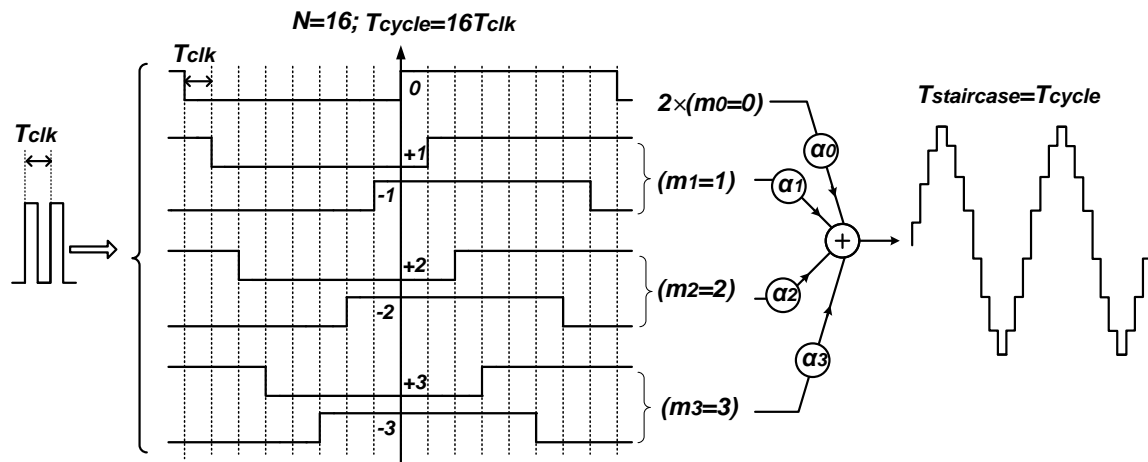 N=16; Tcycle=16Tclk
Tclk
0
2×(m0=0)
Tstaircase=Tcycle
Tclk
α0
+1
(m1=1)
α1
-1
+
+2
(m2=2)
α2
-2
α3
+3
(m3=3)
-3